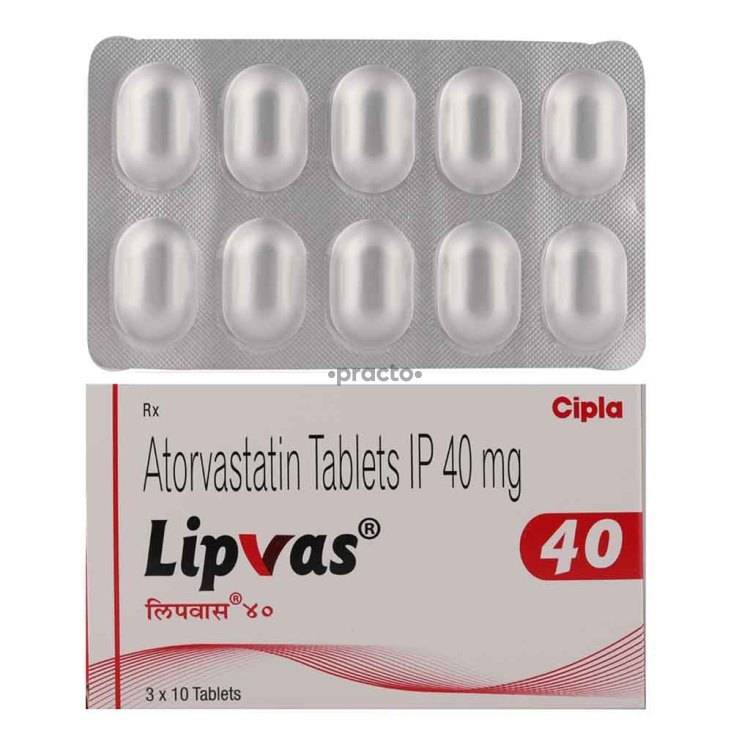 •practo•
Rx
Cipla
Atorvastatin Tablets IP 40 mg
Lipvas®
40
लिपवास® ४०
3 x 10 Tablets